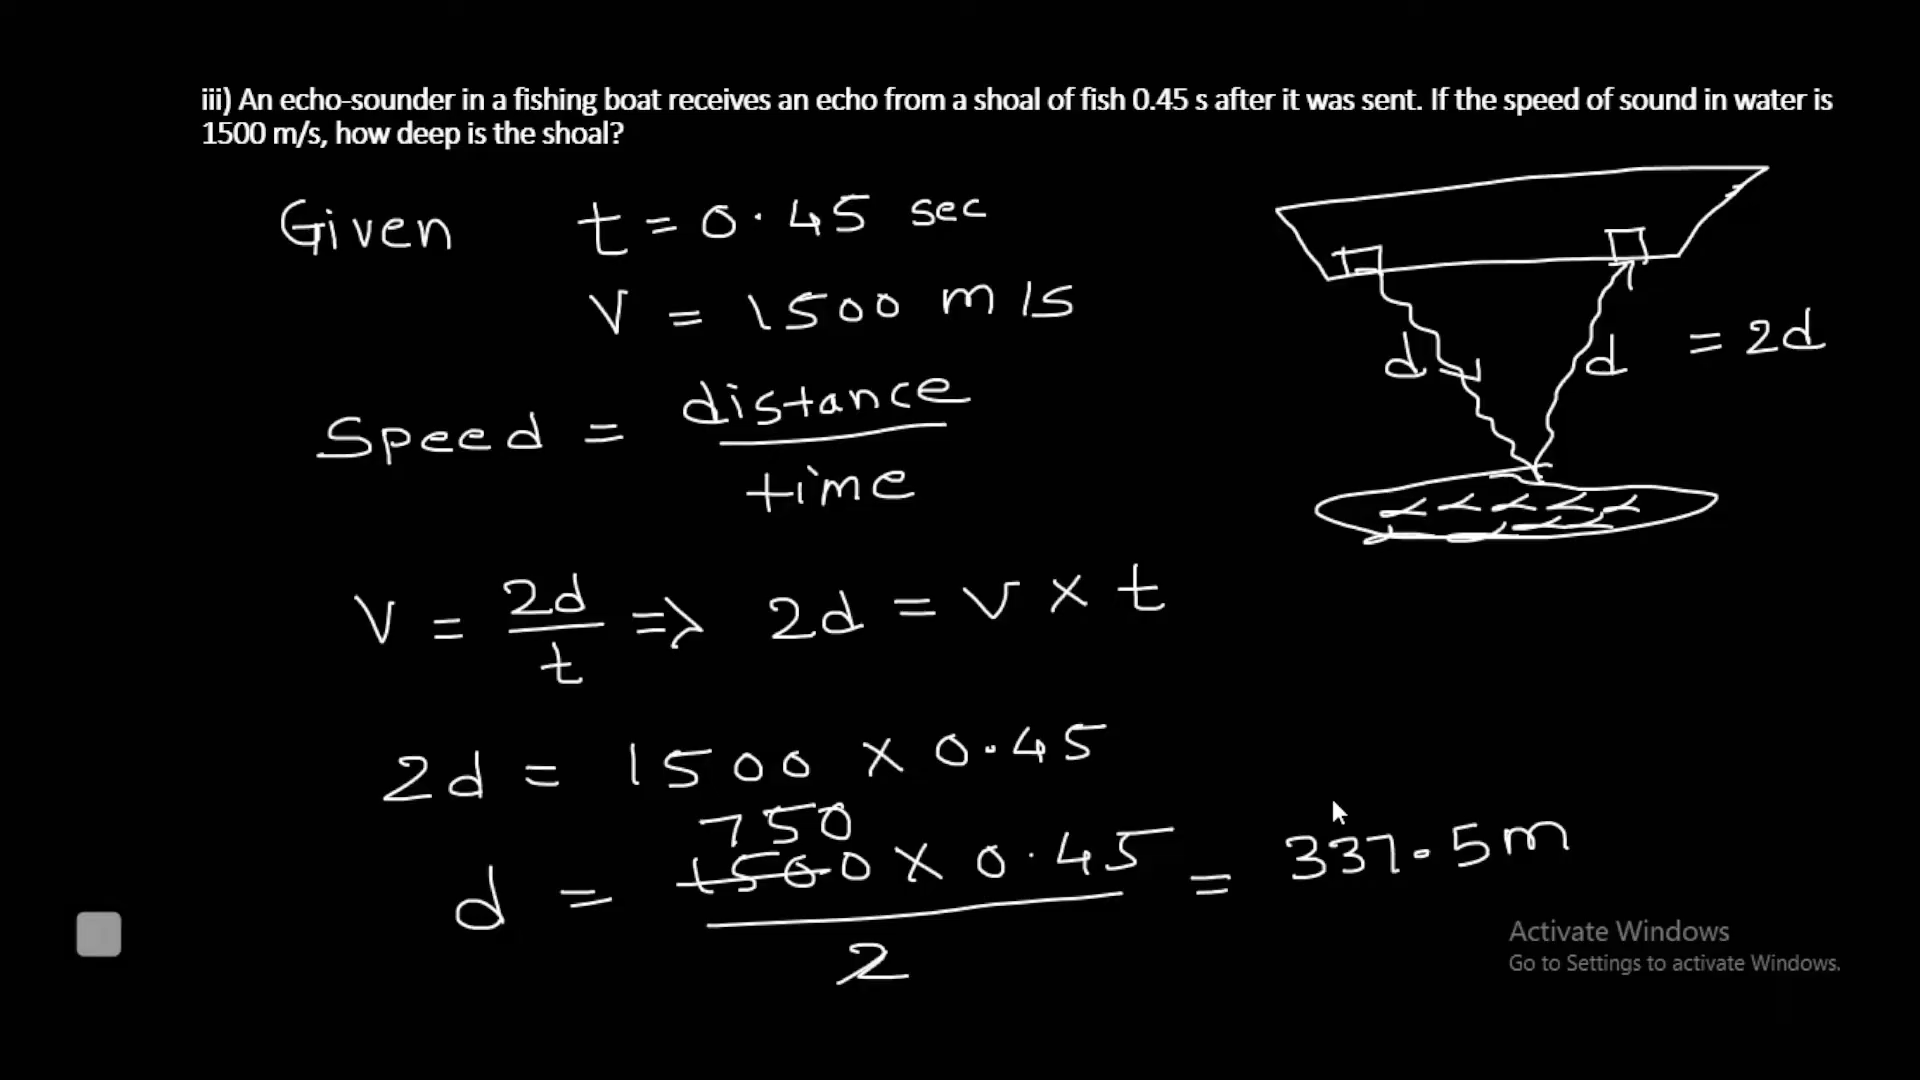 iii) An echo-sounder in a fishing boat receives an echo from a shoal of fish 0.45 s after it was sent. If the speed of sound in water is
1500 m/s, how deep is the shoal?
Given t = 0.45 sec
V = 1500 m/s
Speed = distance / time
d d = 2d
V = 2d / t => 2d = V × t
2d = 1500 × 0.45
750
d = 1500 × 0.45 / 2 = 337.5m
Activate Windows
Go to Settings to activate Windows.